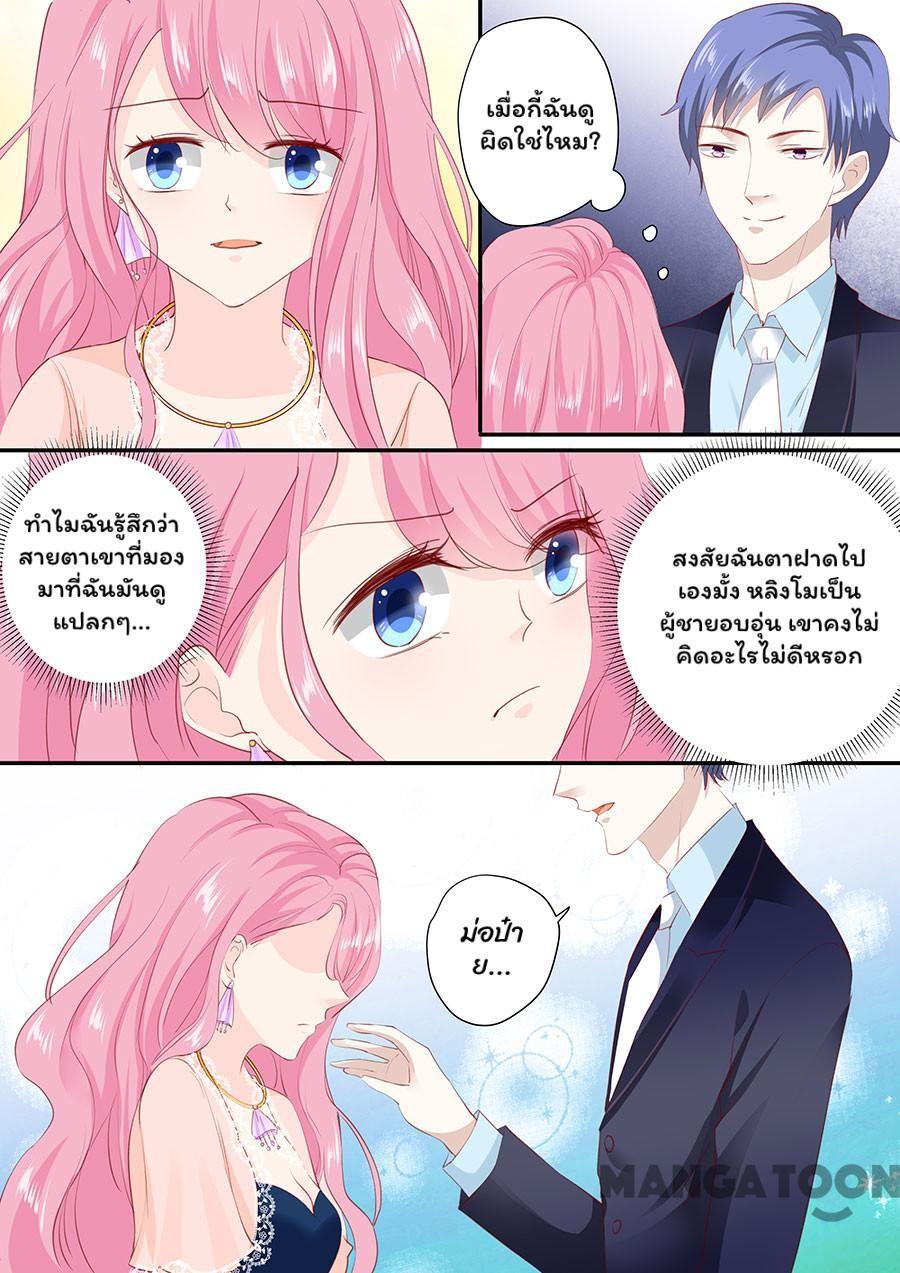 เมื่อกี้ฉันดู
ผิดใช่ไหม?
ทำไมฉันรู้สึกว่า
สายตาเขาที่มอง
มาที่ฉันมันดู
แปลกๆ...
สงสัยฉันตาฝาดไป
เองมั้ง หลิงโมเป็น
ผู้ชายอบอุ่น เขาคงไม่
คิดอะไรไม่ดีหรอก
ม่อป๋า
ย...
MANGATOON